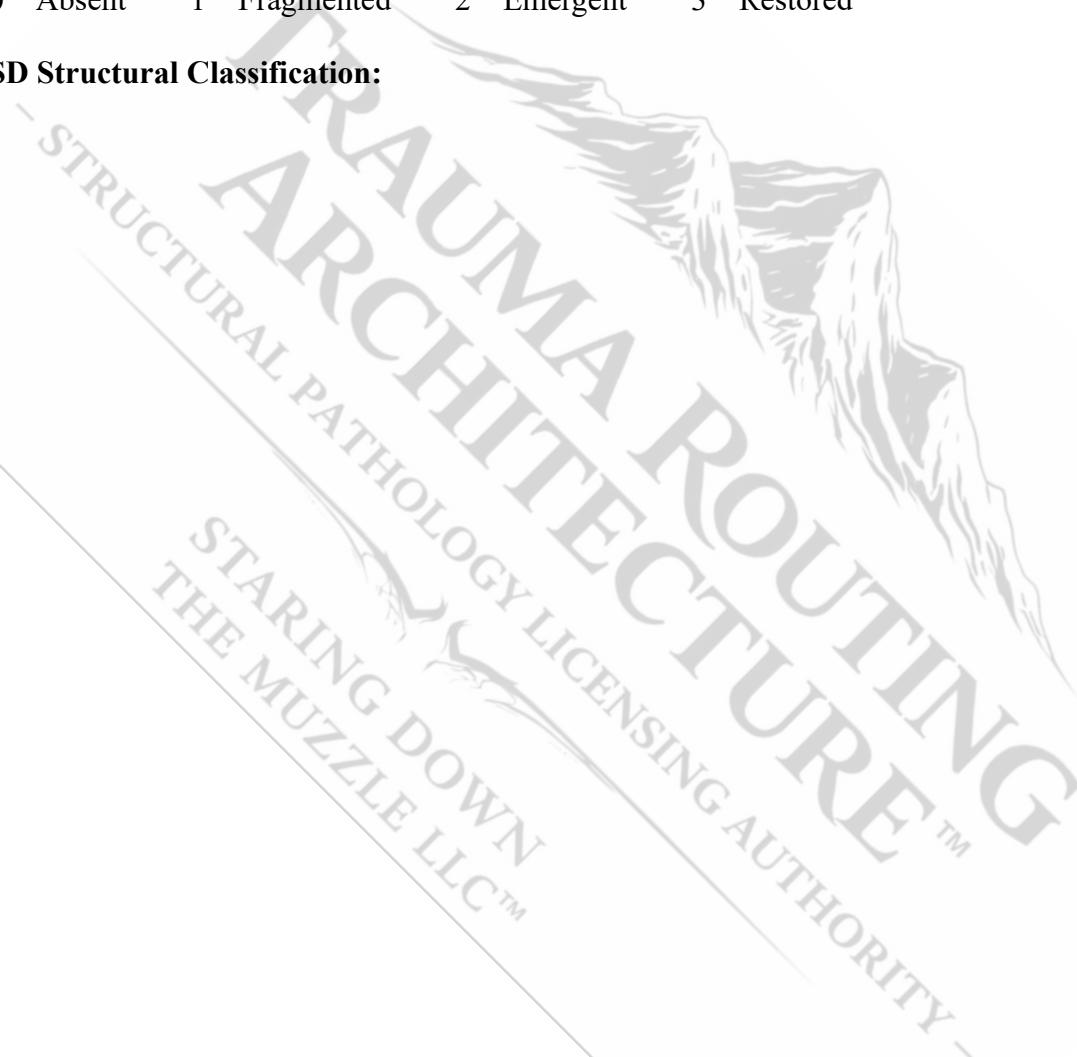 0 Absent 1 Fragmented 2 Emergent 3 Restored
SD Structural Classification:
TRAUMA ROUTING
ARCHITECTURE™
– STRUCTURAL PATHOLOGY LICENSING AUTHORITY –
STARING DOWN
THE MUZZLE LLC™